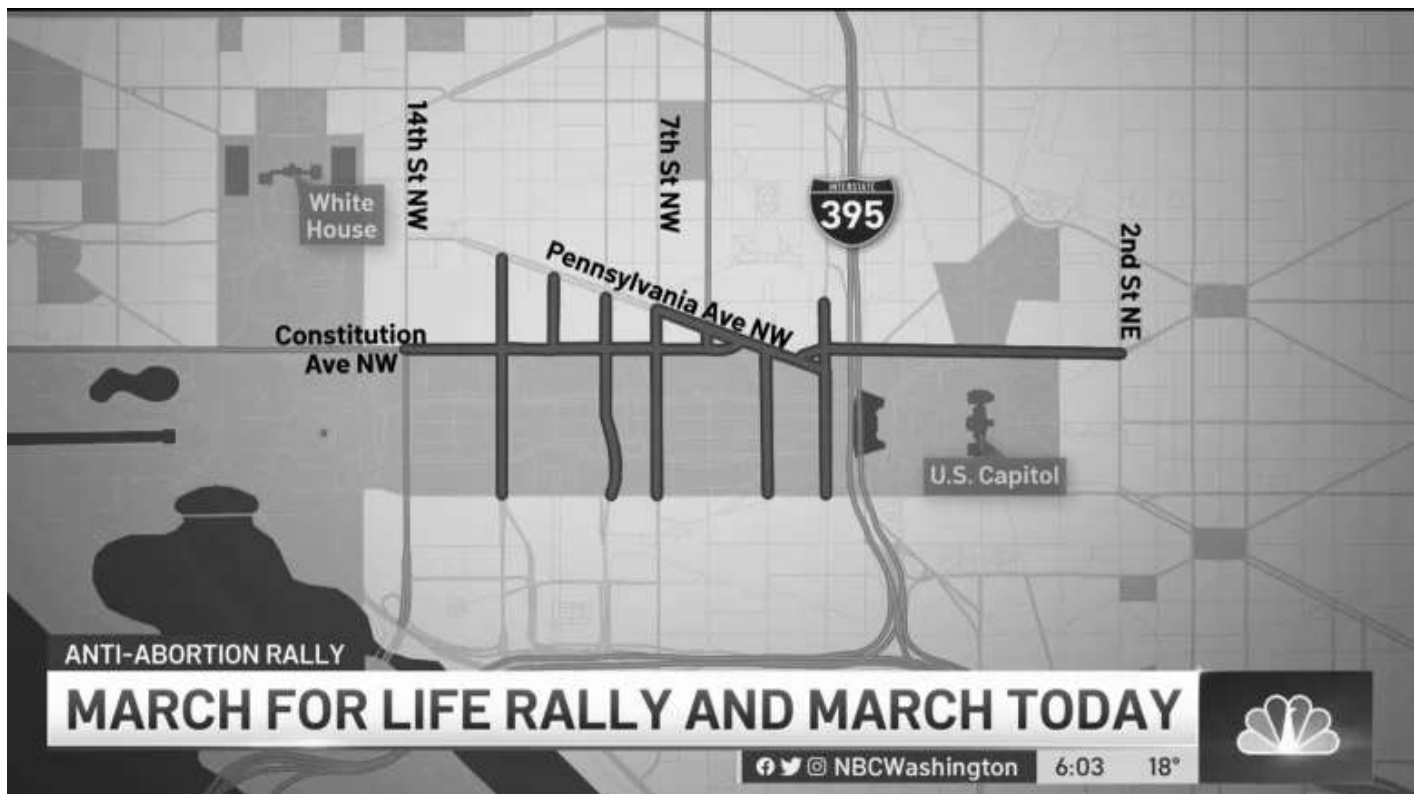 14th St NW
7th St NW
INTERSTATE
395
White
House
2nd St NE
Pennsylvania Ave NW
Constitution
Ave NW
U.S. Capitol
ANTI-ABORTION RALLY
MARCH FOR LIFE RALLY AND MARCH TODAY
NBCWashington 6:03 18°